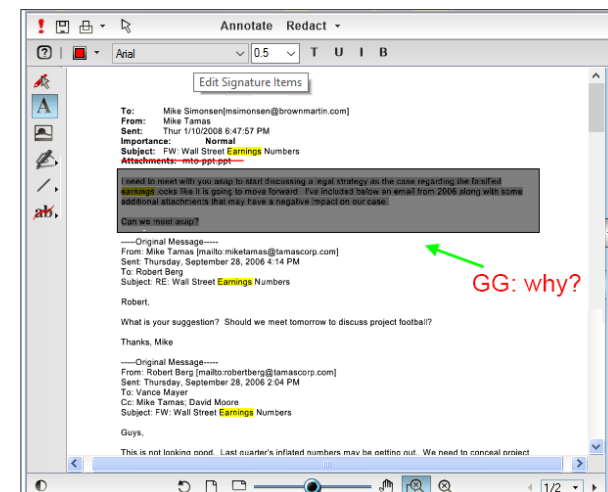 Annotate Redact
Arial 0.5 T U I B
Edit Signature Items
To: Mike Simonsen[msimonsen@brownmartin.com]
From: Mike Tamas
Sent: Thur 1/10/2008 6:47:57 PM
Importance: Normal
Subject: FW: Wall Street Earnings Numbers
Attachments: mto ppt.ppt
I need to meet with you asap to start discussing a legal strategy as the case regarding the falsified
earnings looks like it is going to move forward. I've included below an email from 2006 along with some
additional attachments that may have a negative impact on our case.
Can we meet asap?
-----Original Message-----
From: Mike Tamas [mailto:miketamas@tamascorp.com]
Sent: Thursday, September 28, 2006 4:14 PM
To: Robert Berg
Subject: RE: Wall Street Earnings Numbers
GG: why?
Robert,
What is your suggestion? Should we meet tomorrow to discuss project football?
Thanks, Mike
-----Original Message-----
From: Robert Berg [mailto:robertberg@tamascorp.com]
Sent: Thursday, September 28, 2006 2:04 PM
To: Vance Mayer
Cc: Mike Tamas; David Moore
Subject: FW: Wall Street Earnings Numbers
Guys,
This is not looking good. Last quarter's inflated numbers may be getting out. We need to conceal project
A
ab
1/2